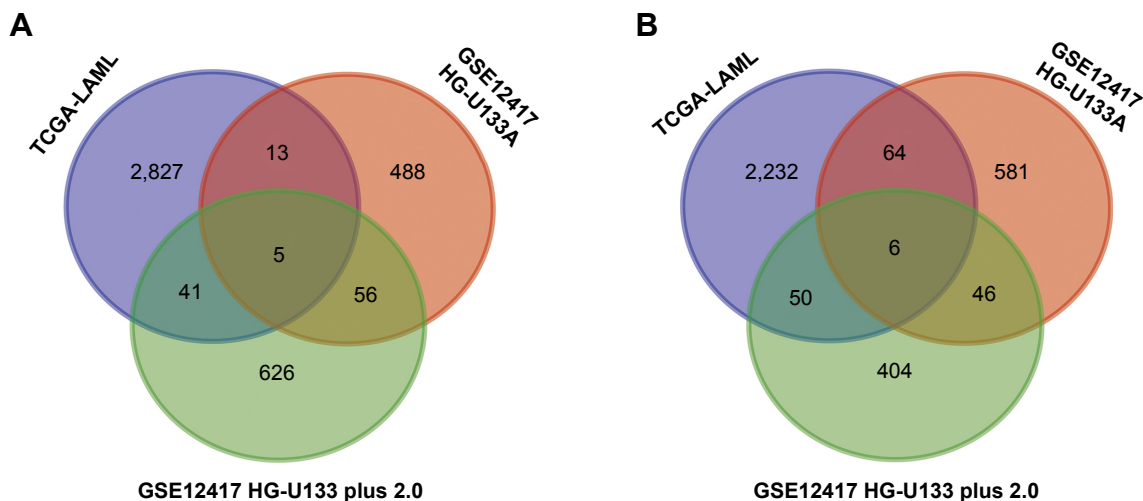 A
TCGA-LAML
GSE12417
HG-U133A
2,827
13
488
5
41
56
626
GSE12417 HG-U133 plus 2.0
B
TCGA-LAML
GSE12417
HG-U133A
2,232
64
581
6
50
46
404
GSE12417 HG-U133 plus 2.0